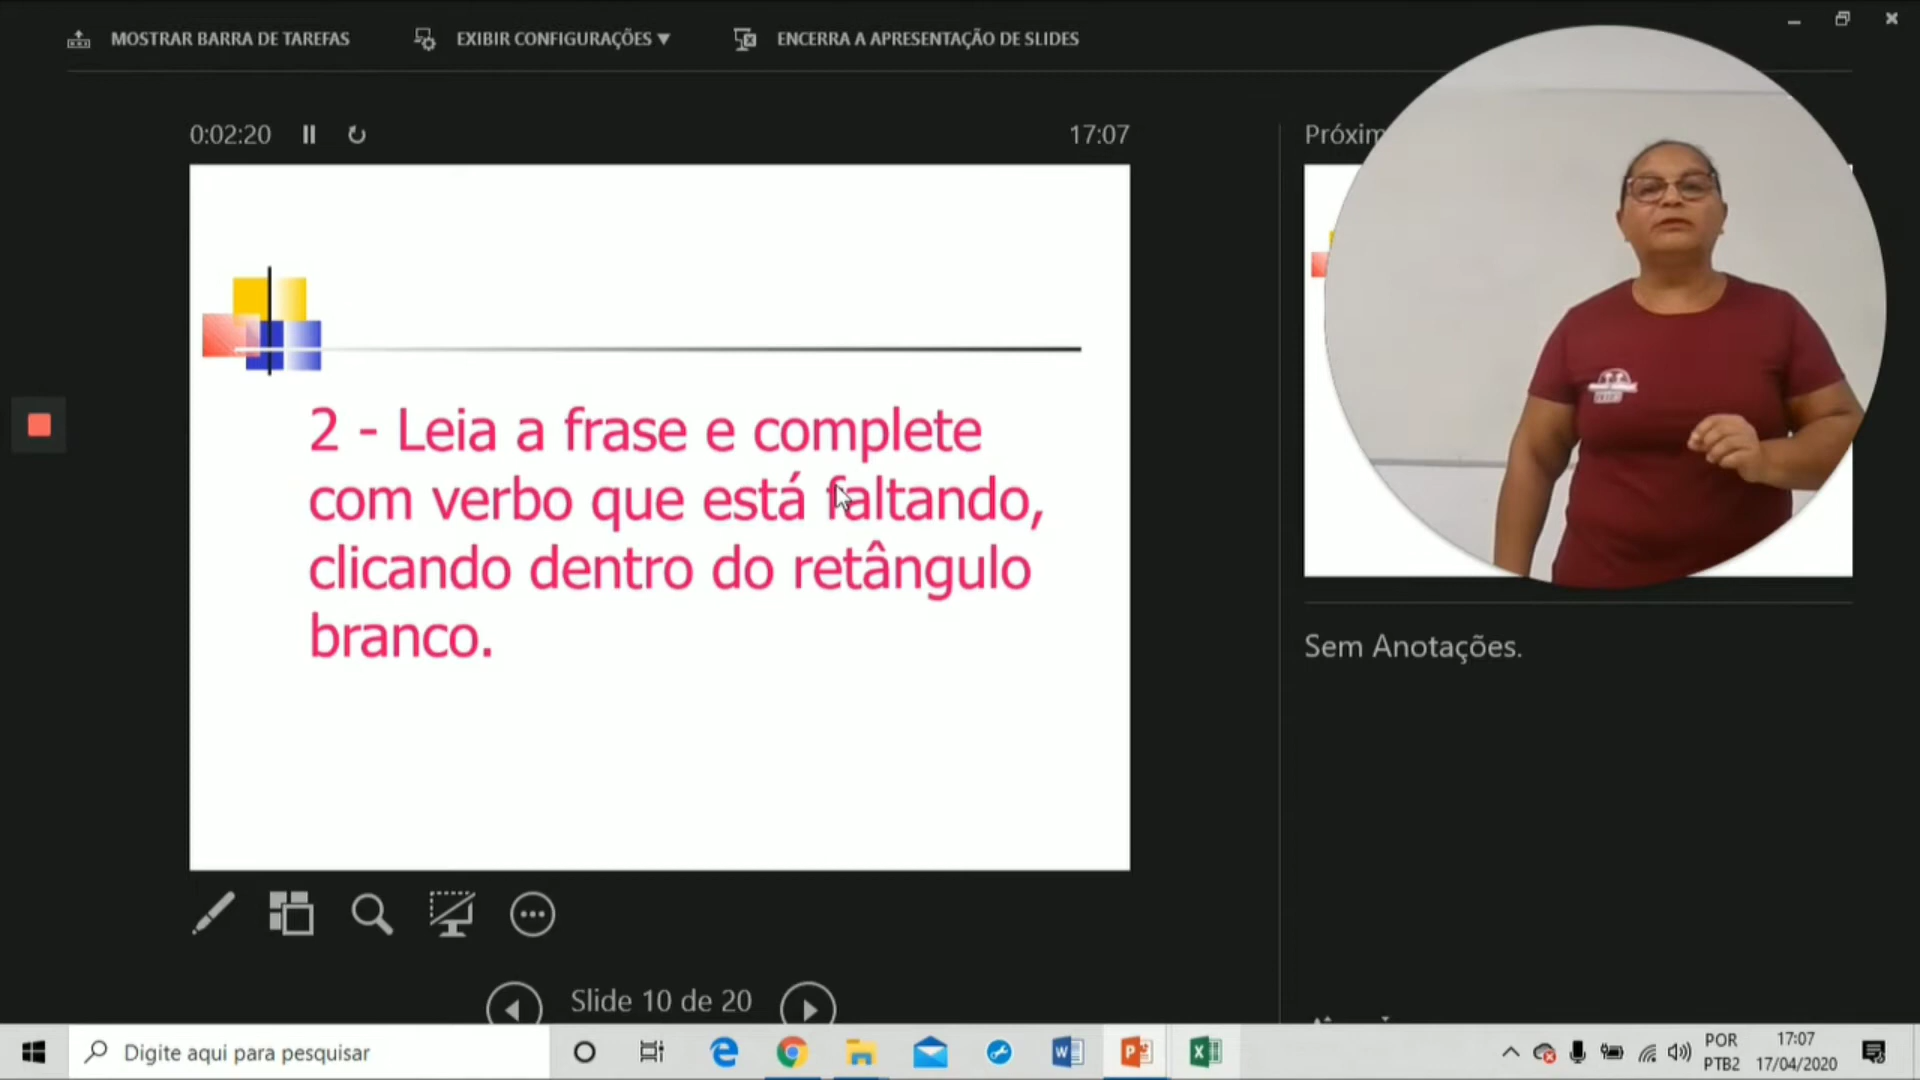 MOSTRAR BARRA DE TAREFAS
EXIBIR CONFIGURAÇÕES
ENCERRA A APRESENTAÇÃO DE SLIDES
0:02:20
17:07
2 - Leia a frase e complete
com verbo que está faltando,
clicando dentro do retângulo
branco.
Sem Anotações.
Slide 10 de 20
Digite aqui para pesquisar
POR
PTB2
17:07
17/04/2020